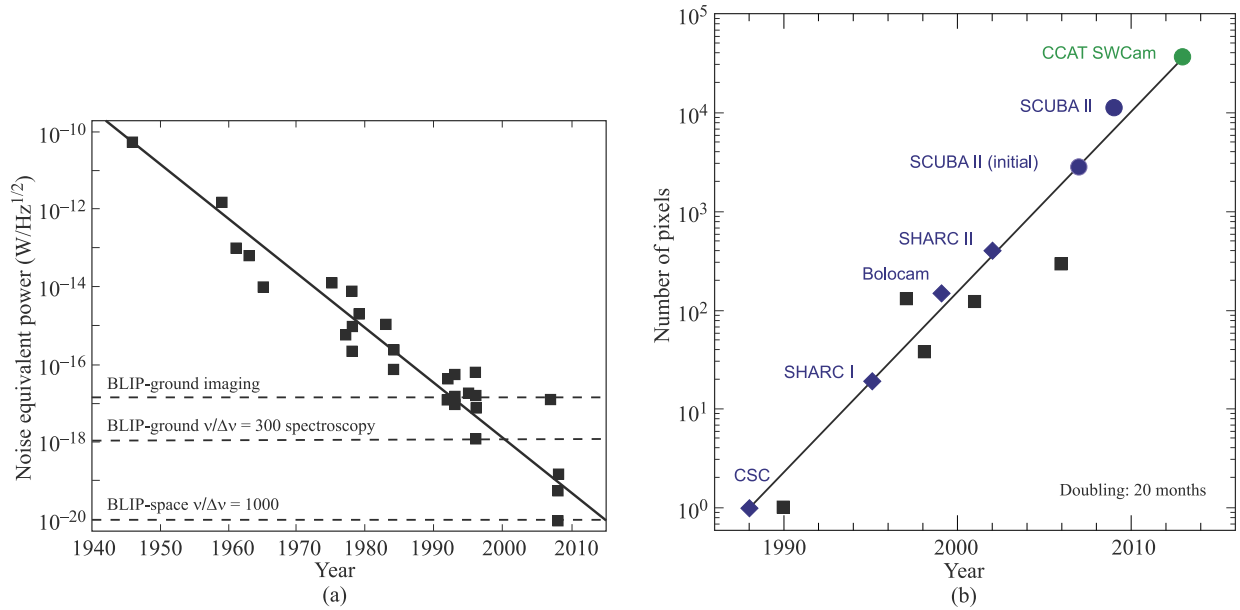 Noise equivalent power (W/Hz^1/2)
10^−10
10^−12
10^−14
10^−16
10^−18
10^−20
BLIP-ground imaging
BLIP-ground ν/Δν = 300 spectroscopy
BLIP-space ν/Δν = 1000
1940 1950 1960 1970 1980 1990 2000 2010
Year
(a)
Number of pixels
10^5
10^4
10^3
10^2
10^1
10^0
CCAT SWCam
SCUBA II
SCUBA II (initial)
SHARC II
Bolocam
SHARC I
CSC
Doubling: 20 months
1990 2000 2010
Year
(b)